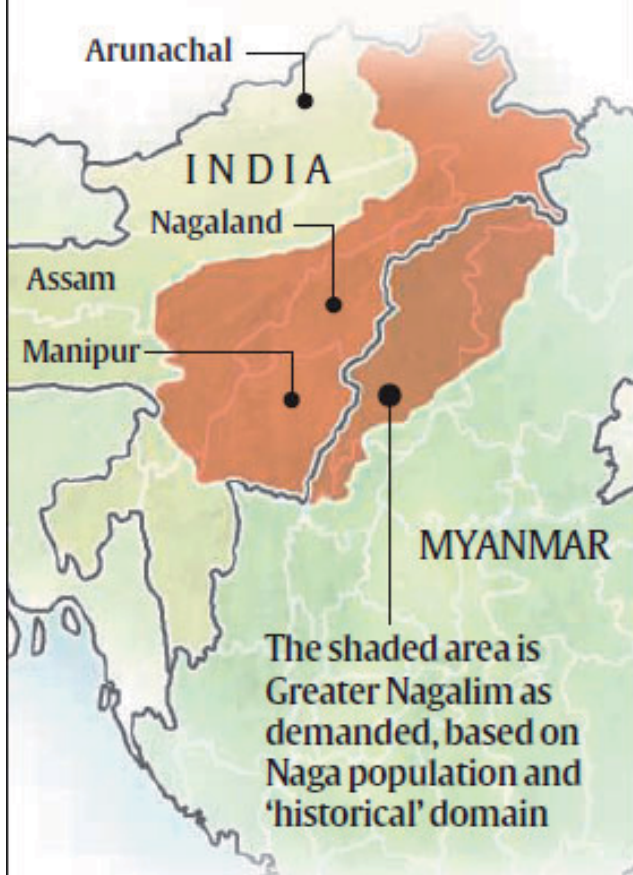 Arunachal
INDIA
Nagaland
Assam
Manipur
MYANMAR
The shaded area is
Greater Nagalim as
demanded, based on
Naga population and
‘historical’ domain